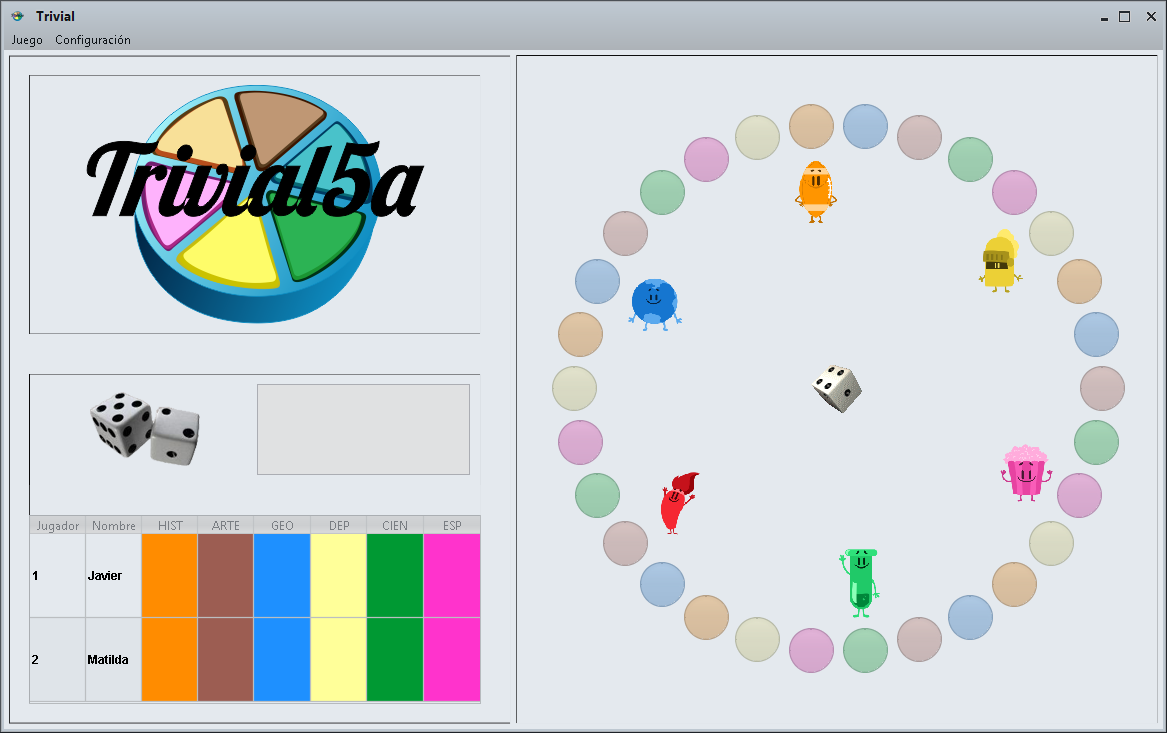 Trivial
Juego Configuración
Trivial5a
Jugador Nombre HIST ARTE GEO DEP CIEN ESP
1 Javier
2 Matilda